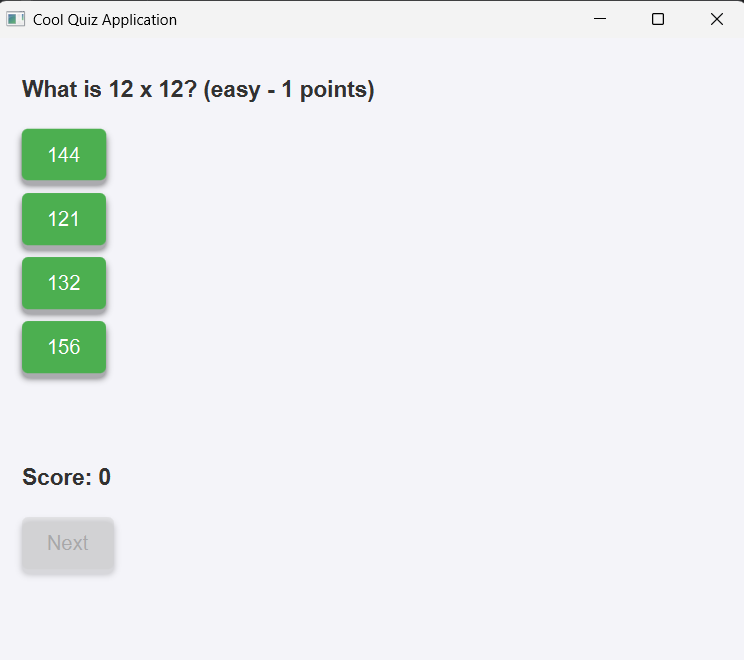 Cool Quiz Application
What is 12 x 12? (easy - 1 points)
144
121
132
156
Score: 0
Next